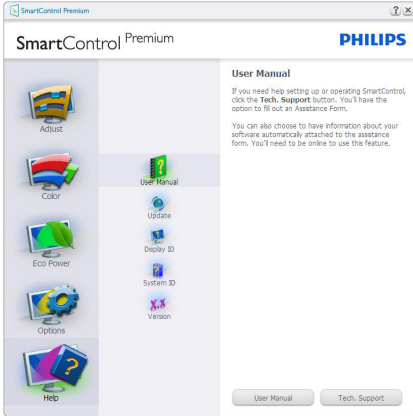 SmartControl Premium
SmartControl Premium
PHILIPS
Adjust
Color
Eco Power
Options
Help
User Manual
Update
Display ID
System ID
X.X
Version
User Manual
If you need help setting up or operating SmartControl,
click the Tech. Support button. You'll have the
option to fill out an Assistance Form.
You can also choose to have information about your
software automatically attached to the assistance
form. You'll need to be online to use this feature.
User Manual
Tech. Support